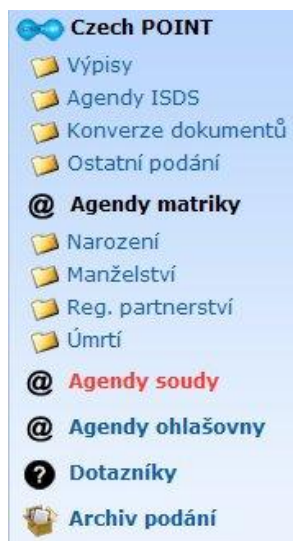 Czech POINT
Výpisy
Agendy ISDS
Konverze dokumentů
Ostatní podání
@ Agendy matriky
Narození
Manželství
Reg. partnerství
Úmrtí
@ Agendy soudy
@ Agendy ohlašovny
? Dotazníky
Archiv podání